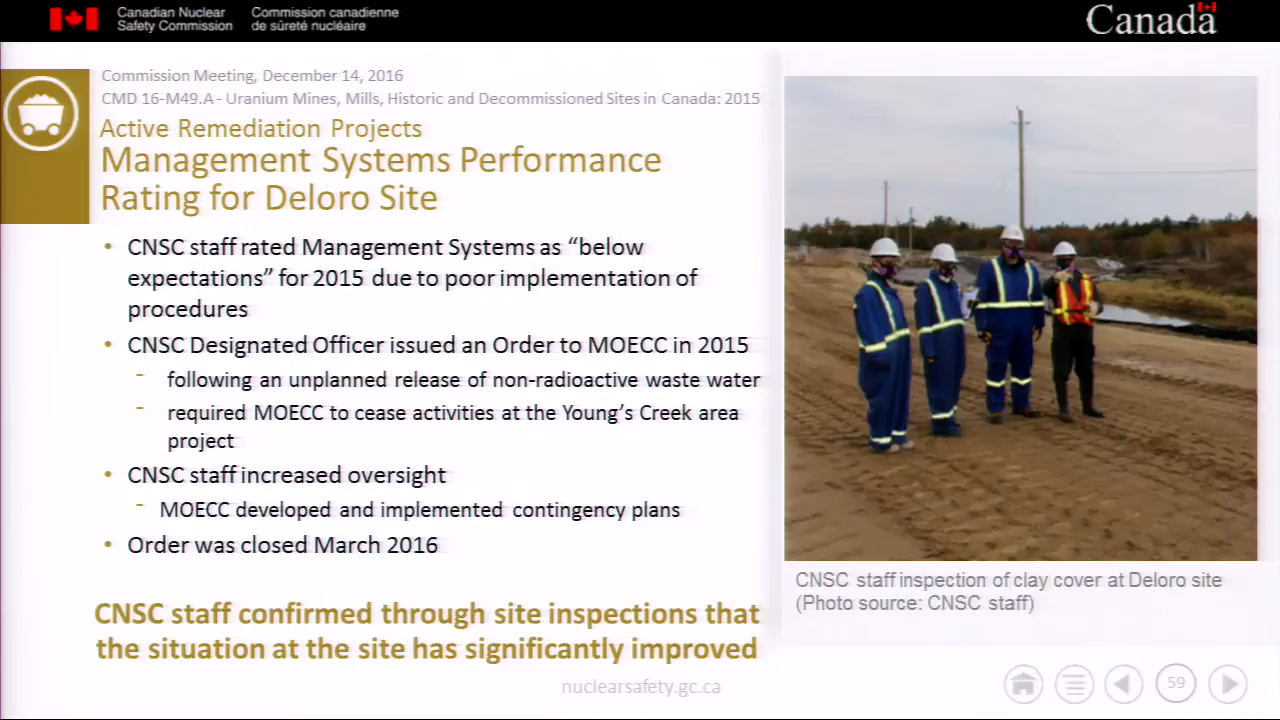 Canadian Nuclear
Safety Commission
Commission canadienne
de sûreté nucléaire
Canada
Commission Meeting, December 14, 2016
CMD 16-M49.A - Uranium Mines, Mills, Historic and Decommissioned Sites in Canada: 2015
Active Remediation Projects
Management Systems Performance
Rating for Deloro Site
• CNSC staff rated Management Systems as “below
expectations” for 2015 due to poor implementation of
procedures
• CNSC Designated Officer issued an Order to MOECC in 2015
- following an unplanned release of non-radioactive waste water
- required MOECC to cease activities at the Young’s Creek area
project
• CNSC staff increased oversight
- MOECC developed and implemented contingency plans
• Order was closed March 2016
CNSC staff confirmed through site inspections that
the situation at the site has significantly improved
CNSC staff inspection of clay cover at Deloro site
(Photo source: CNSC staff)
nuclearsafety.gc.ca
59